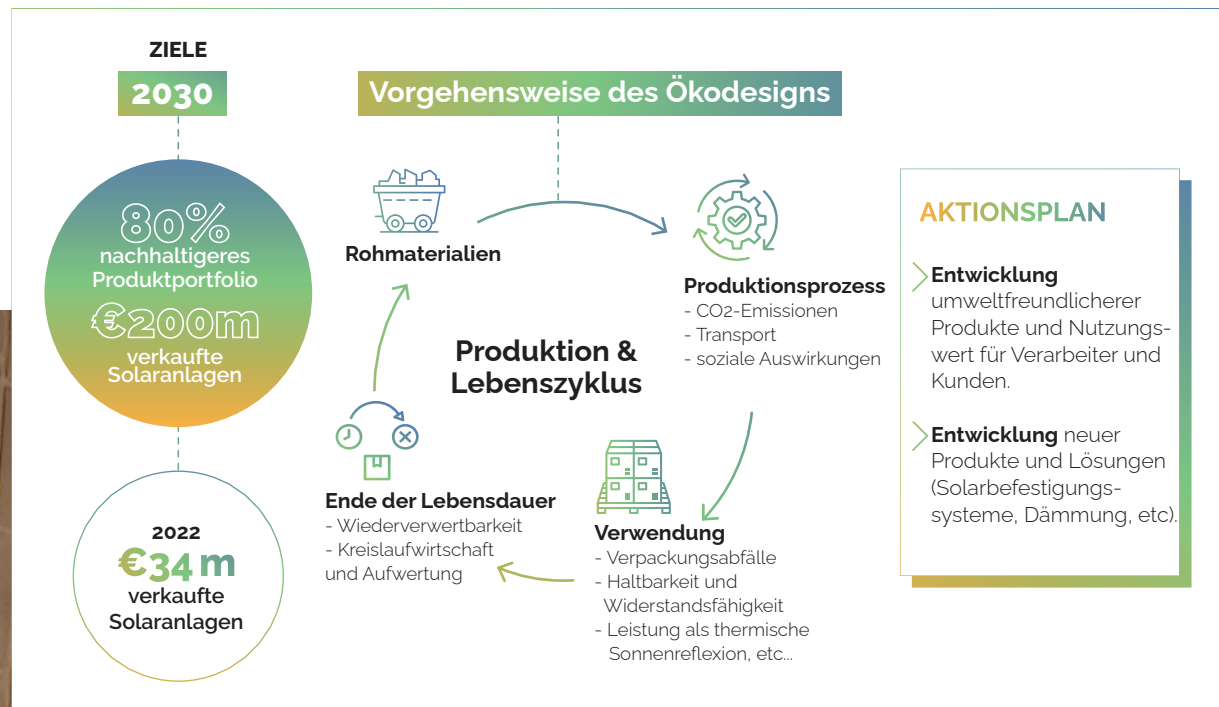 ZIELE
2030
80%
nachhaltigeres
Produktportfolio
€200m
verkaufte
Solaranlagen
2022
€34 m
verkaufte
Solaranlagen
Vorgehensweise des Ökodesigns
Rohmaterialien
Produktionsprozess
- CO2-Emissionen
- Transport
- soziale Auswirkungen
Produktion &
Lebenszyklus
Verwendung
- Verpackungsabfälle
- Haltbarkeit und
Widerstandsfähigkeit
- Leistung als thermische
Sonnenreflexion, etc...
Ende der Lebensdauer
- Wiederverwertbarkeit
- Kreislaufwirtschaft
und Aufwertung
AKTIONSPLAN
Entwicklung
umweltfreundlicherer
Produkte und Nutzungs-
wert für Verarbeiter und
Kunden.
Entwicklung neuer
Produkte und Lösungen
(Solarbefestigungs-
systeme, Dämmung, etc).